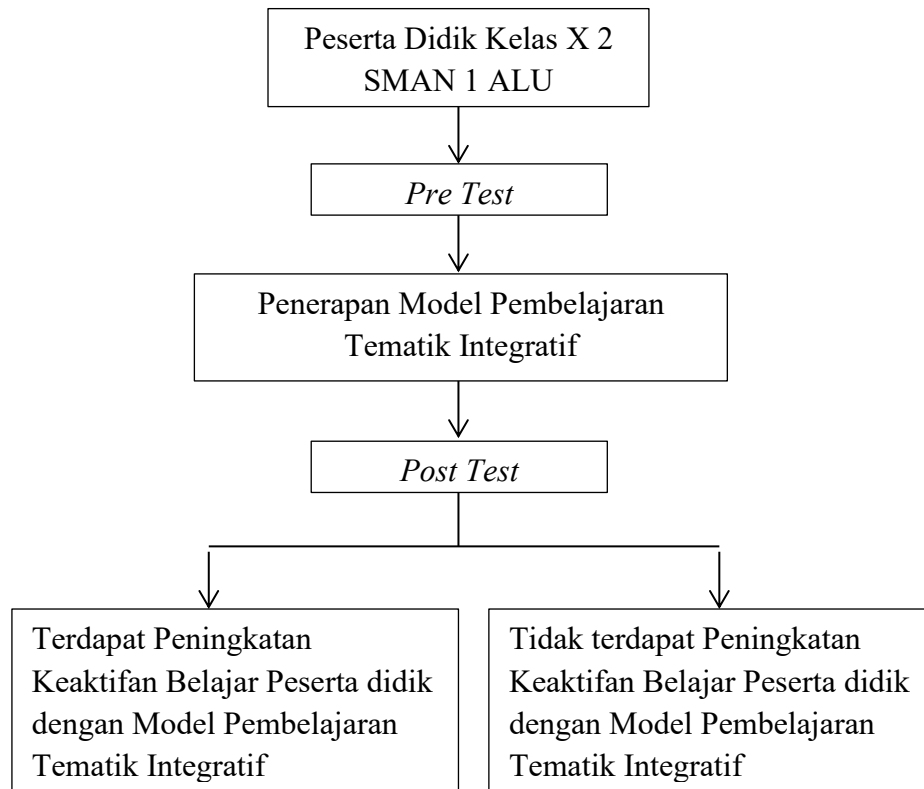 Peserta Didik Kelas X 2
SMAN 1 ALU
Pre Test
Penerapan Model Pembelajaran
Tematik Integratif
Post Test
Terdapat Peningkatan
Keaktifan Belajar Peserta didik
dengan Model Pembelajaran
Tematik Integratif
Tidak terdapat Peningkatan
Keaktifan Belajar Peserta didik
dengan Model Pembelajaran
Tematik Integratif